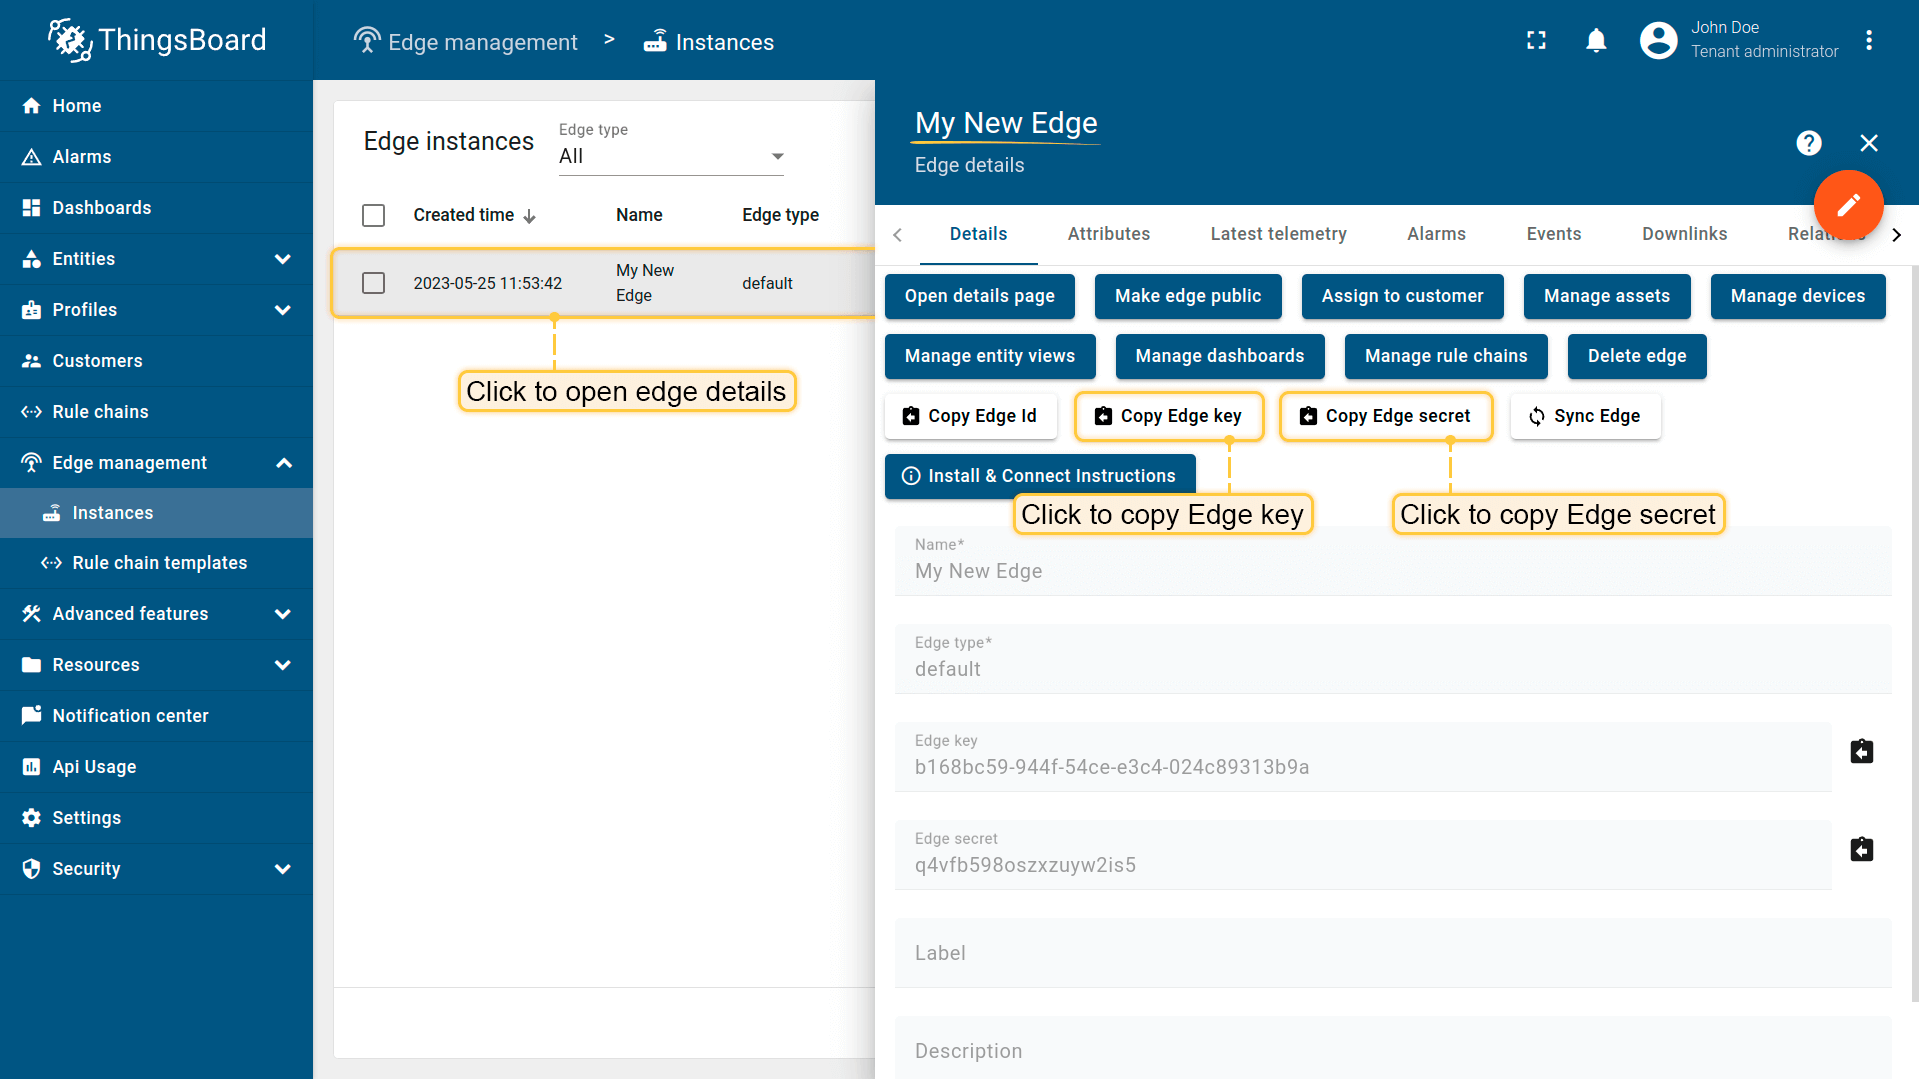 ThingsBoard
Edge management > Instances
John Doe
Tenant administrator
Home
Alarms
Dashboards
Entities
Profiles
Customers
Rule chains
Edge management
Instances
Rule chain templates
Advanced features
Resources
Notification center
Api Usage
Settings
Security
Edge instances
Edge type
All
Created time Name Edge type
2023-05-25 11:53:42 My New Edge default
Click to open edge details
My New Edge
Edge details
Details Attributes Latest telemetry Alarms Events Downlinks
Open details page Make edge public Assign to customer Manage assets Manage devices
Manage entity views Manage dashboards Manage rule chains Delete edge
Copy Edge Id Copy Edge key Copy Edge secret Sync Edge
Install & Connect Instructions
Click to copy Edge key Click to copy Edge secret
Name*
My New Edge
Edge type*
default
Edge key
b168bc59-944f-54ce-e3c4-024c89313b9a
Edge secret
q4vfb598oszxzuyw2is5
Label
Description